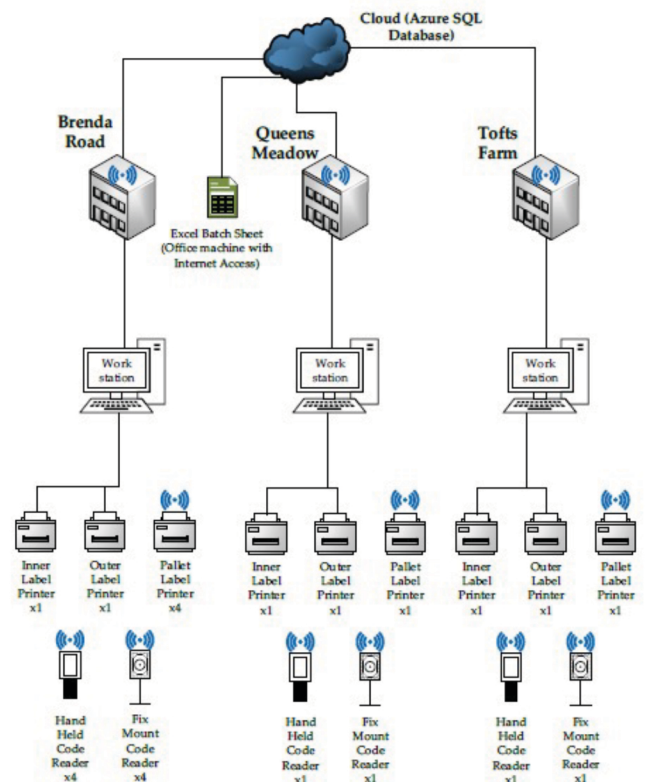 Cloud (Azure SQL
Database)
Brenda
Road
Queens
Meadow
Tofts
Farm
Excel Batch Sheet
(Office machine with
Internet Access)
Work
station
Work
station
Work
station
Inner
Label
Printer
x1
Outer
Label
Printer
x1
Pallet
Label
Printer
x4
Inner
Label
Printer
x1
Outer
Label
Printer
x1
Pallet
Label
Printer
x1
Inner
Label
Printer
x1
Outer
Label
Printer
x1
Pallet
Label
Printer
x1
Hand
Held
Code
Reader
x4
Fix
Mount
Code
Reader
x4
Hand
Held
Code
Reader
x1
Fix
Mount
Code
Reader
x1
Hand
Held
Code
Reader
x1
Fix
Mount
Code
Reader
x1